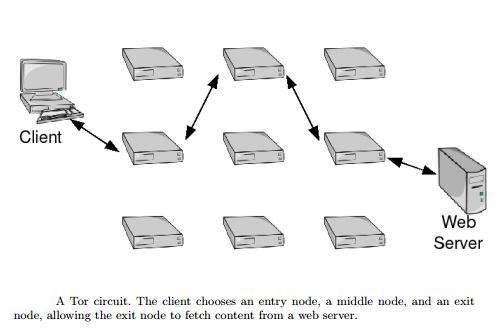 Client
Web
Server
A Tor circuit. The client chooses an entry node, a middle node, and an exit
node, allowing the exit node to fetch content from a web server.